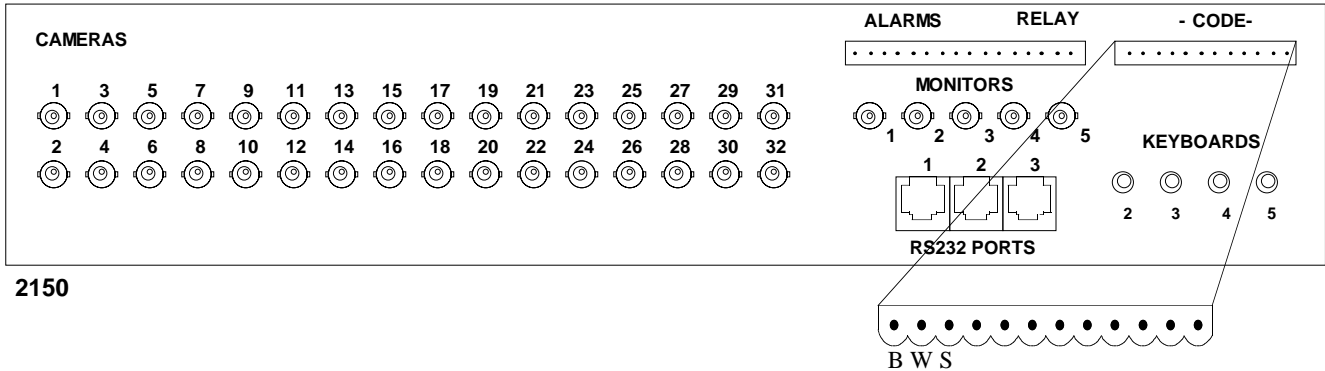 ALARMS RELAY - CODE-
CAMERAS
MONITORS
1 3 5 7 9 11 13 15 17 19 21 23 25 27 29 31
1 2 3 4 5
KEYBOARDS
2 4 6 8 10 12 14 16 18 20 22 24 26 28 30 32
1 2 3
2 3 4 5
RS232 PORTS
2150
B W S